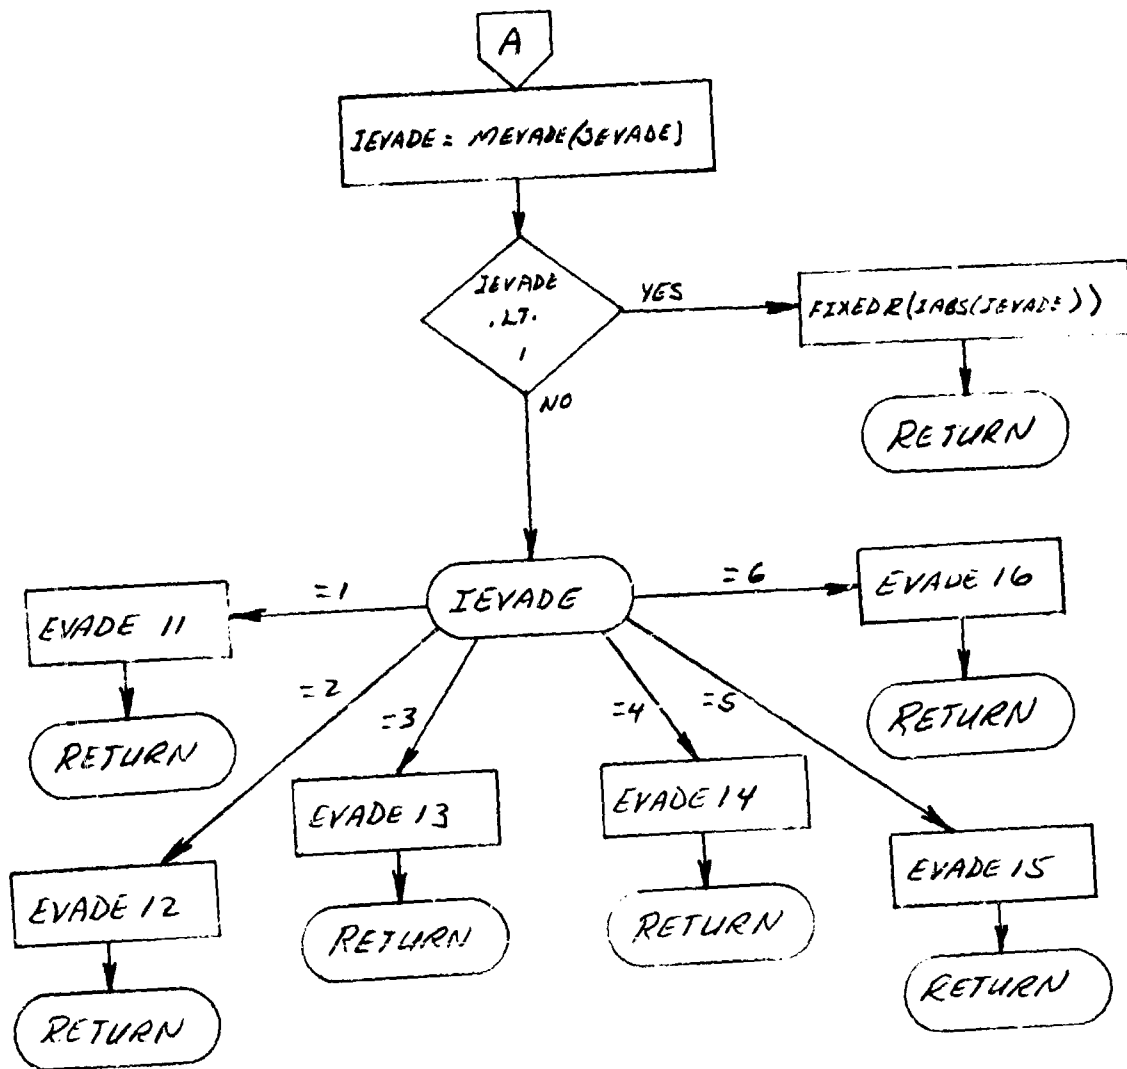 A
IEVADE = MEVADE(JEVADE)
IEVADE
.LT.
1
YES
FIXEDR(IABS(IEVADE))
RETURN
NO
IEVADE
=1
EVADE 11
RETURN
=6
EVADE 16
RETURN
=2
EVADE 12
RETURN
=3
EVADE 13
RETURN
=4
EVADE 14
RETURN
=5
EVADE 15
RETURN